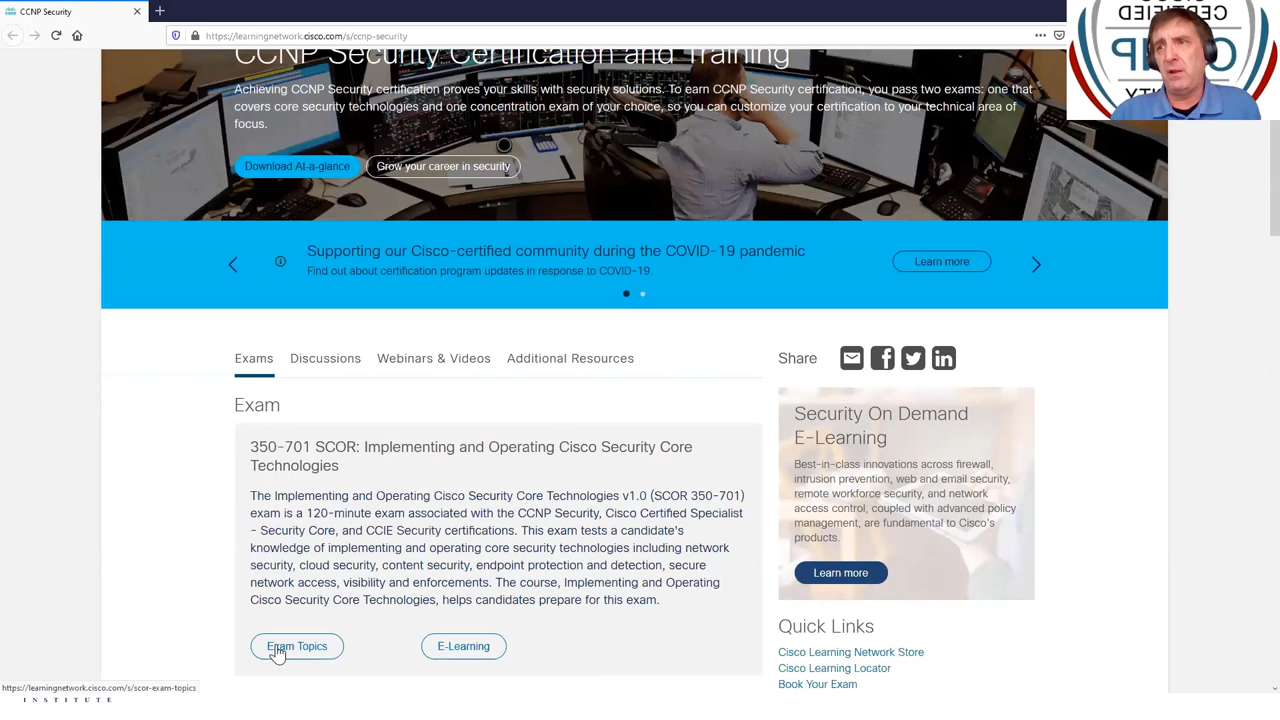 CCNP Security
https://learningnetwork.cisco.com/s/ccnp-security
CCNP Security Certification and Training
Achieving CCNP Security certification proves your skills with security solutions. To earn CCNP Security certification, you pass two exams: one that
covers core security technologies and one concentration exam of your choice, so you can customize your certification to your technical area of
focus.
Download At-a-glance
Grow your career in security
Supporting our Cisco-certified community during the COVID-19 pandemic
Find out about certification program updates in response to COVID-19.
Learn more
Exams
Discussions
Webinars & Videos
Additional Resources
Share
Exam
350-701 SCOR: Implementing and Operating Cisco Security Core
Technologies
The Implementing and Operating Cisco Security Core Technologies v1.0 (SCOR 350-701)
exam is a 120-minute exam associated with the CCNP Security, Cisco Certified Specialist
- Security Core, and CCIE Security certifications. This exam tests a candidate's
knowledge of implementing and operating core security technologies including network
security, cloud security, content security, endpoint protection and detection, secure
network access, visibility and enforcements. The course, Implementing and Operating
Cisco Security Core Technologies, helps candidates prepare for this exam.
Exam Topics
E-Learning
Security On Demand
E-Learning
Best-in-class innovations across firewall,
intrusion prevention, web and email security,
remote workforce security, and network
access control, coupled with advanced policy
management, are fundamental to Cisco's
products.
Learn more
Quick Links
Cisco Learning Network Store
Cisco Learning Locator
Book Your Exam
https://learningnetwork.cisco.com/s/scor-exam-topics
INSTITUTE
CERTIFIED